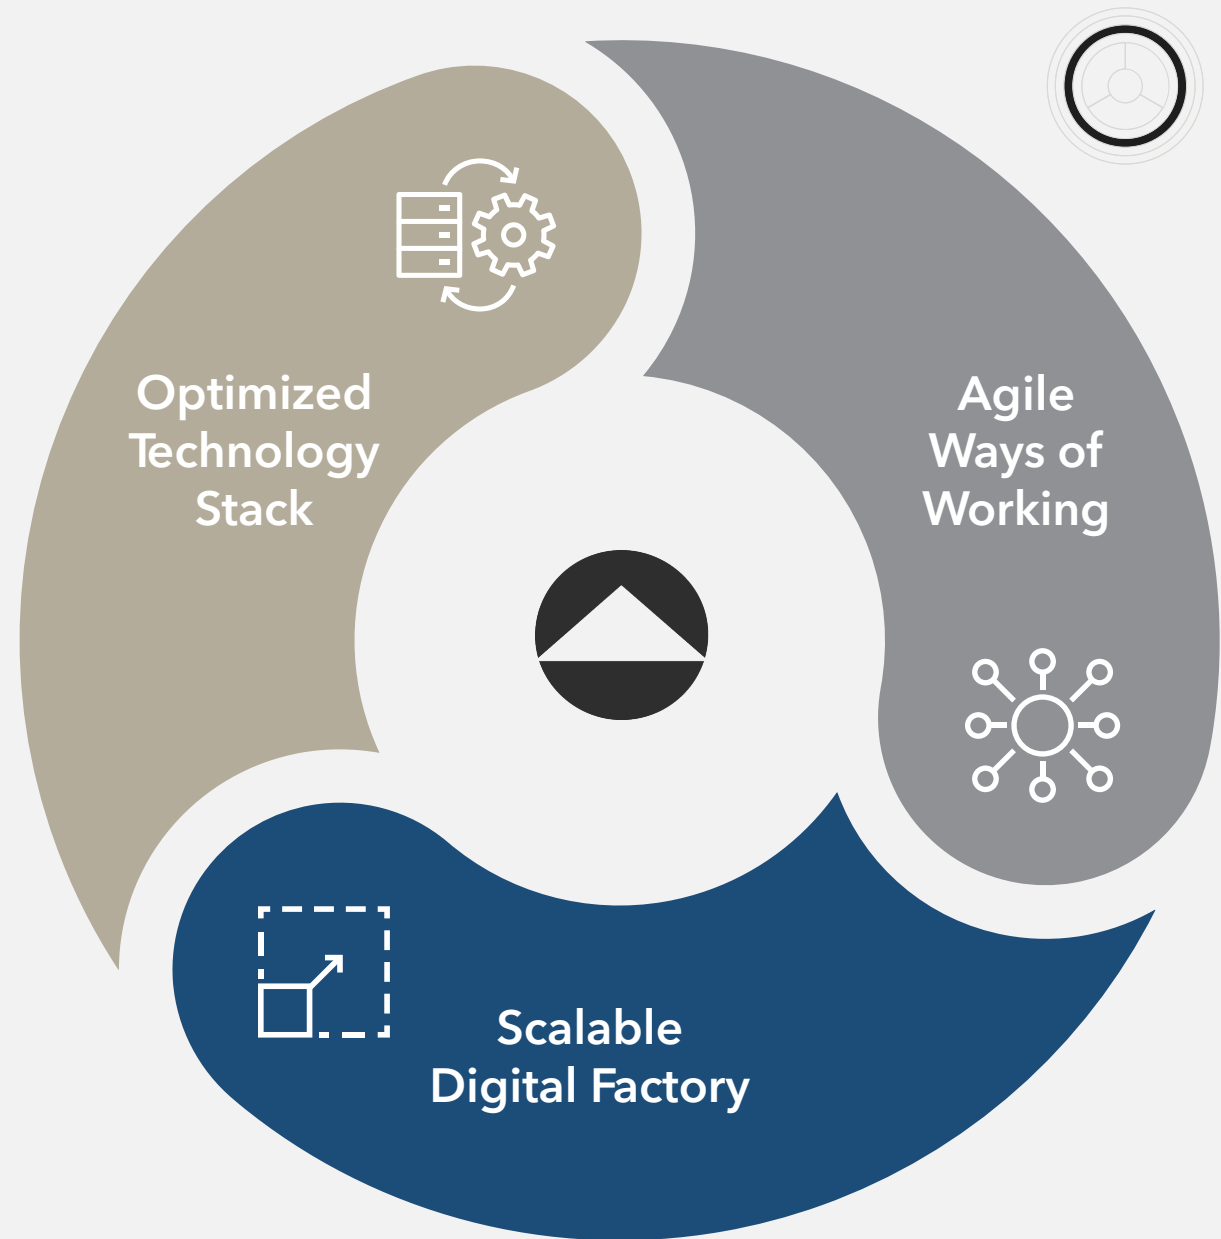 Optimized
Technology
Stack
Agile
Ways of
Working
Scalable
Digital Factory